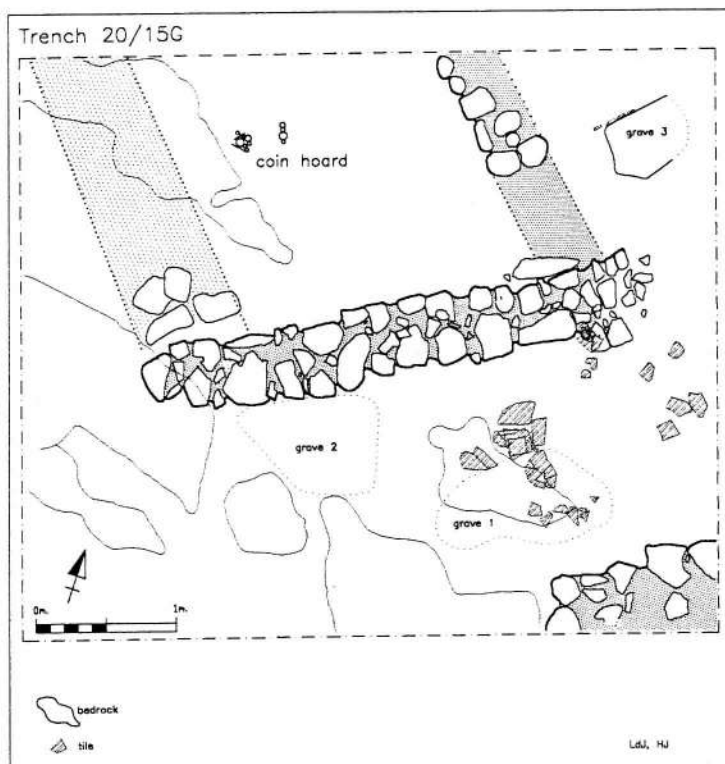 Trench 20/15G
coin hoard
grave 3
grave 2
grave 1
0m.
1m.
bedrock
tile
LdJ, HJ